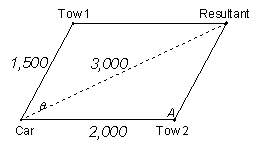 Tow 1 Resultant
1,500 3,000
θ A
Car 2,000 Tow 2